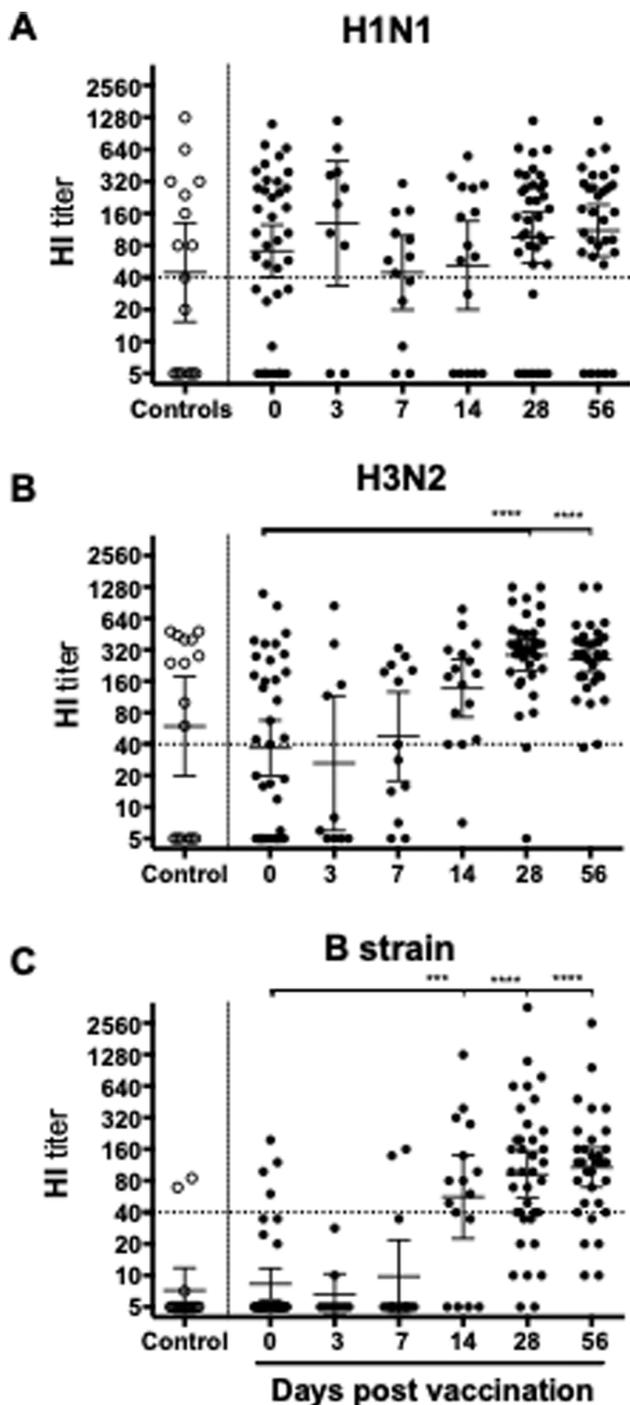 A
H1N1
HI titer
2560
1280
640
320
160
80
40
20
10
5
Controls 0 3 7 14 28 56
B
H3N2
**** ****
HI titer
2560
1280
640
320
160
80
40
20
10
5
Control 0 3 7 14 28 56
C
B strain
*** **** ****
HI titer
2560
1280
640
320
160
80
40
20
10
5
Control 0 3 7 14 28 56
Days post vaccination